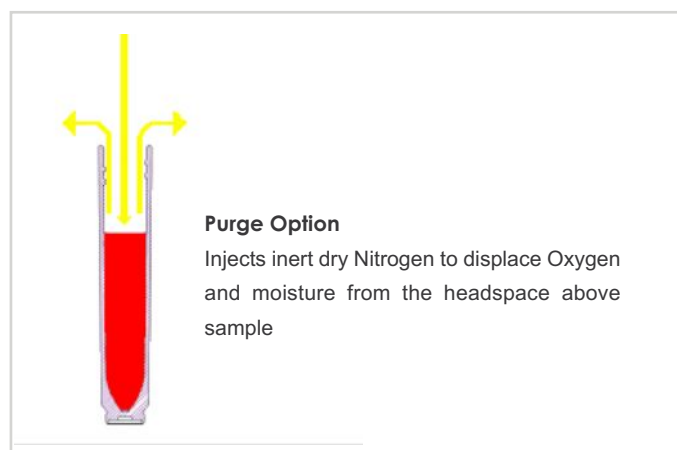 Purge Option
Injects inert dry Nitrogen to displace Oxygen
and moisture from the headspace above
sample